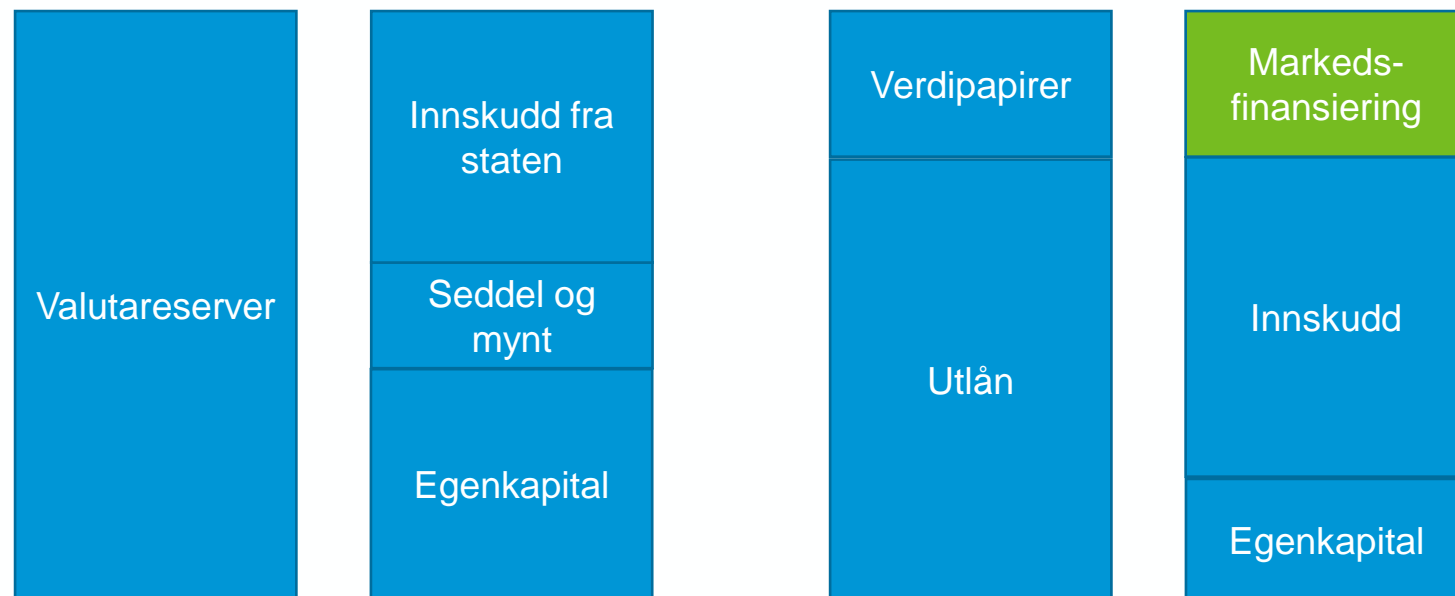 Valutareserver
Innskudd fra
staten
Seddel og
mynt
Egenkapital
Verdipapirer
Utlån
Markeds-
finansiering
Innskudd
Egenkapital